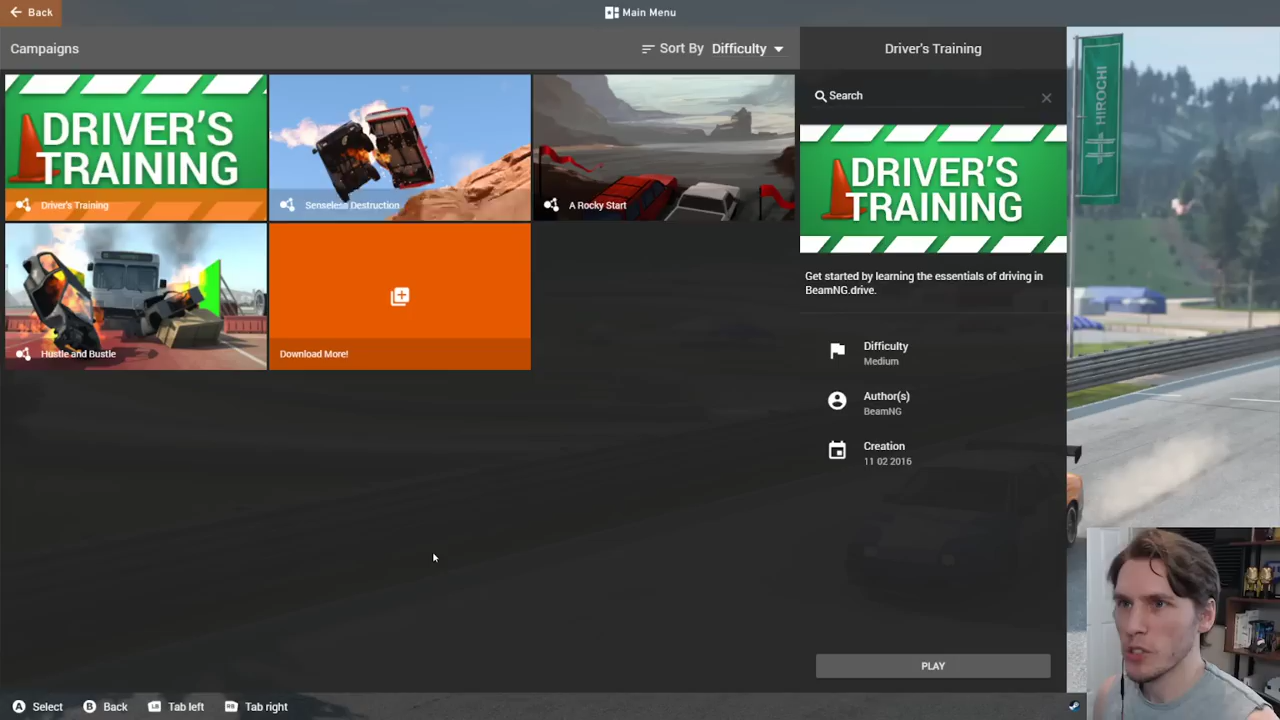 Back
Main Menu
Campaigns
Sort By Difficulty
Driver's Training
Search
DRIVER'S
TRAINING
Driver's Training
Senseless Destruction
A Rocky Start
Hustle and Bustle
Download More!
DRIVER'S
TRAINING
Get started by learning the essentials of driving in
BeamNG.drive.
Difficulty
Medium
Author(s)
BeamNG
Creation
11 02 2016
PLAY
HIROCHI
A Select
B Back
LB Tab left
RB Tab right